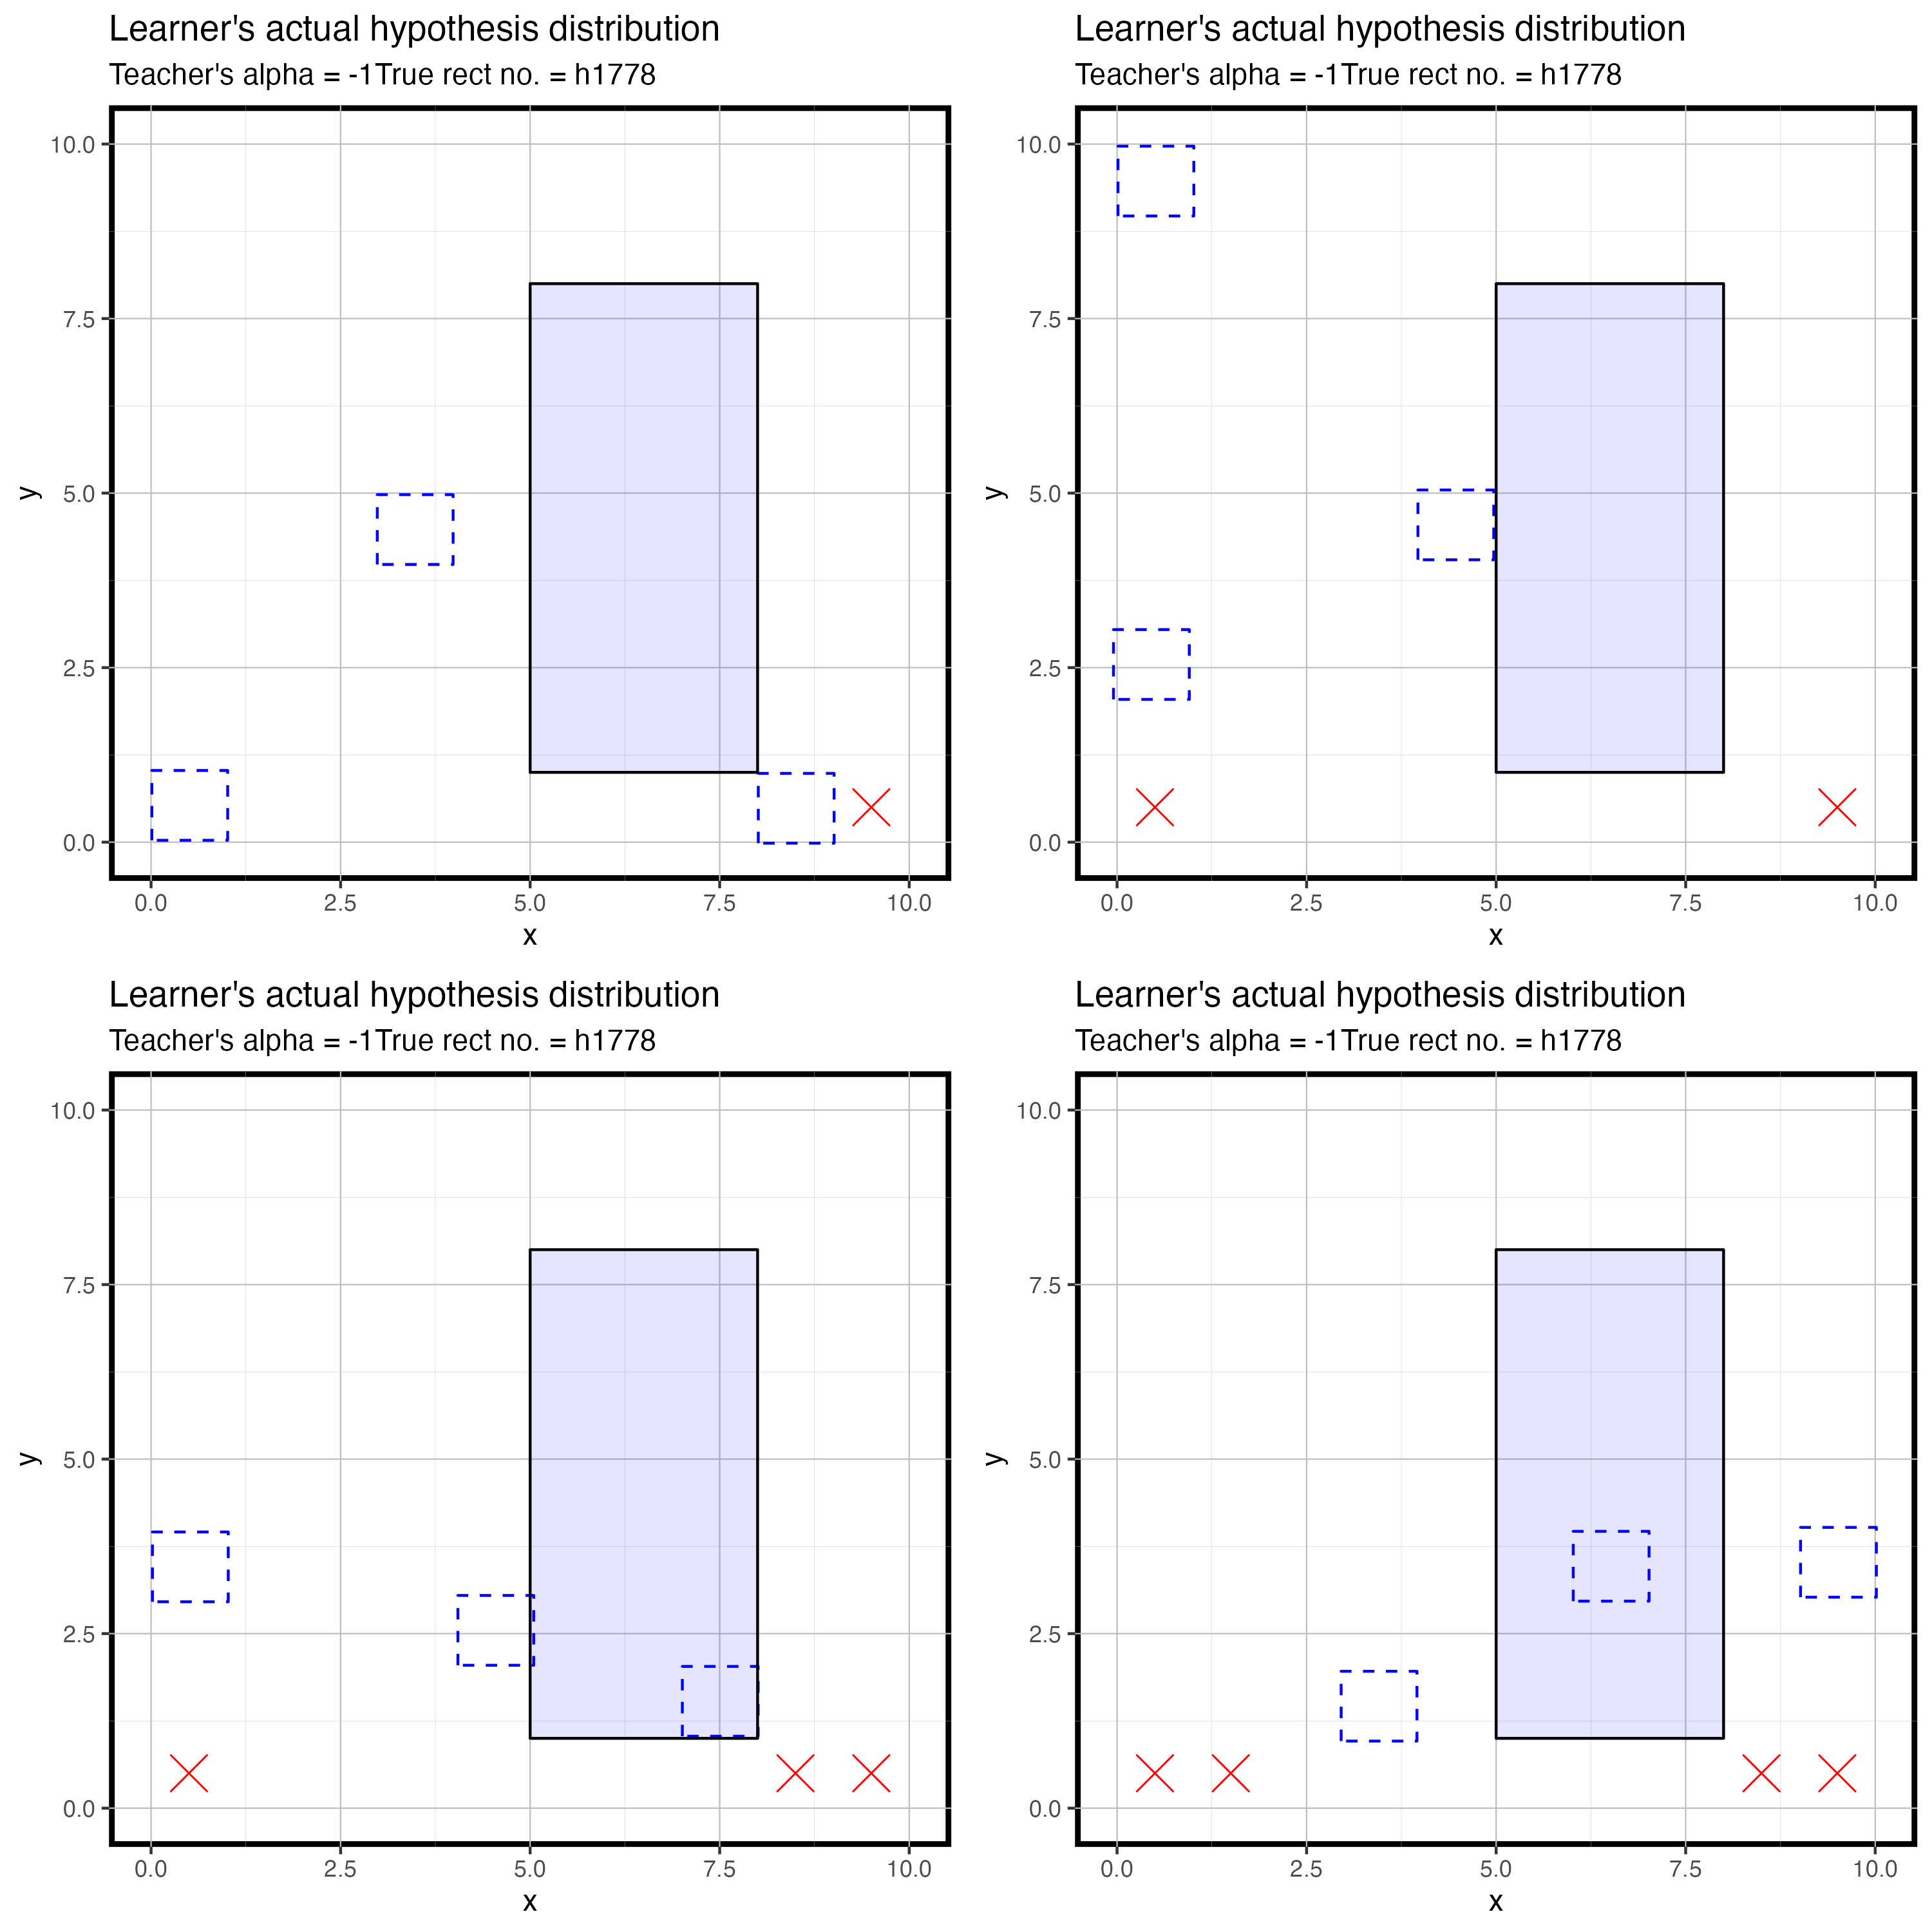 Learner's actual hypothesis distribution
Teacher's alpha = -1True rect no. = h1778
10.0
7.5
5.0
2.5
0.0
y
0.0 2.5 5.0 7.5 10.0
x
Learner's actual hypothesis distribution
Teacher's alpha = -1True rect no. = h1778
10.0
7.5
5.0
2.5
0.0
y
0.0 2.5 5.0 7.5 10.0
x
Learner's actual hypothesis distribution
Teacher's alpha = -1True rect no. = h1778
10.0
7.5
5.0
2.5
0.0
y
0.0 2.5 5.0 7.5 10.0
x
Learner's actual hypothesis distribution
Teacher's alpha = -1True rect no. = h1778
10.0
7.5
5.0
2.5
0.0
y
0.0 2.5 5.0 7.5 10.0
x